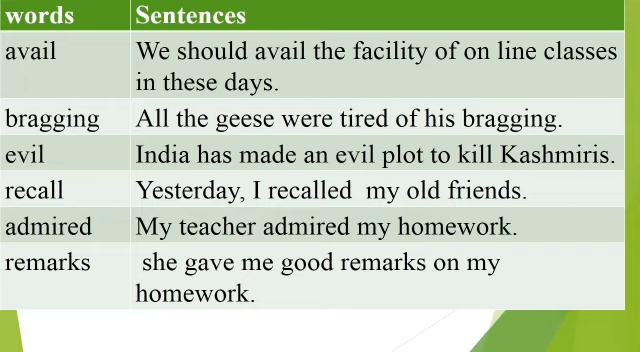 words Sentences
avail We should avail the facility of on line classes
in these days.
bragging All the geese were tired of his bragging.
evil India has made an evil plot to kill Kashmiris.
recall Yesterday, I recalled my old friends.
admired My teacher admired my homework.
remarks she gave me good remarks on my
homework.